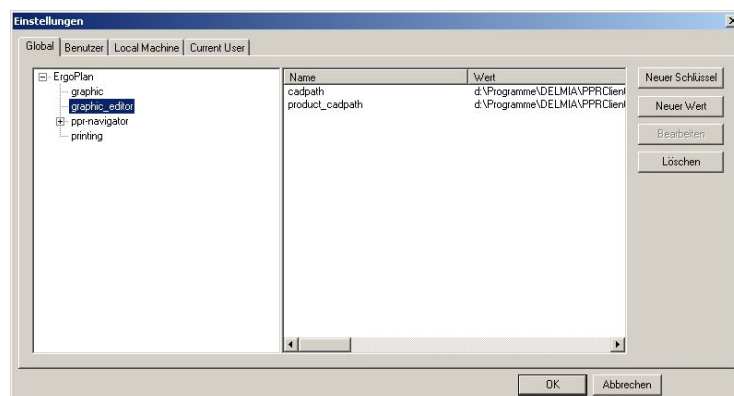 Einstellungen
Global Benutzer Local Machine Current User
ErgoPlan
graphic
graphic_editor
ppr-navigator
printing
Name Wert
cadpath d:\Programme\DELMIA\PPRClient
product_cadpath d:\Programme\DELMIA\PPRClient
Neuer Schlüssel
Neuer Wert
Bearbeiten
Löschen
OK Abbrechen